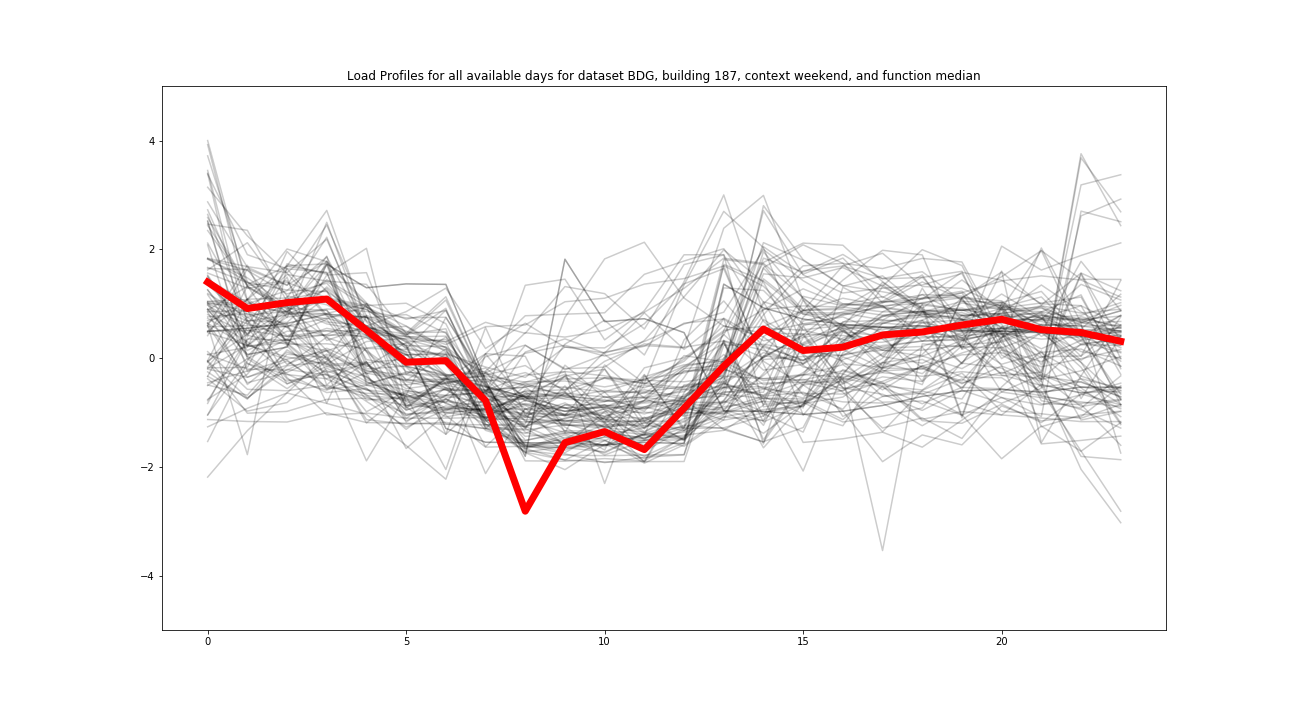 Load Profiles for all available days for dataset BDG, building 187, context weekend, and function median
4
2
0
−2
−4
0 5 10 15 20